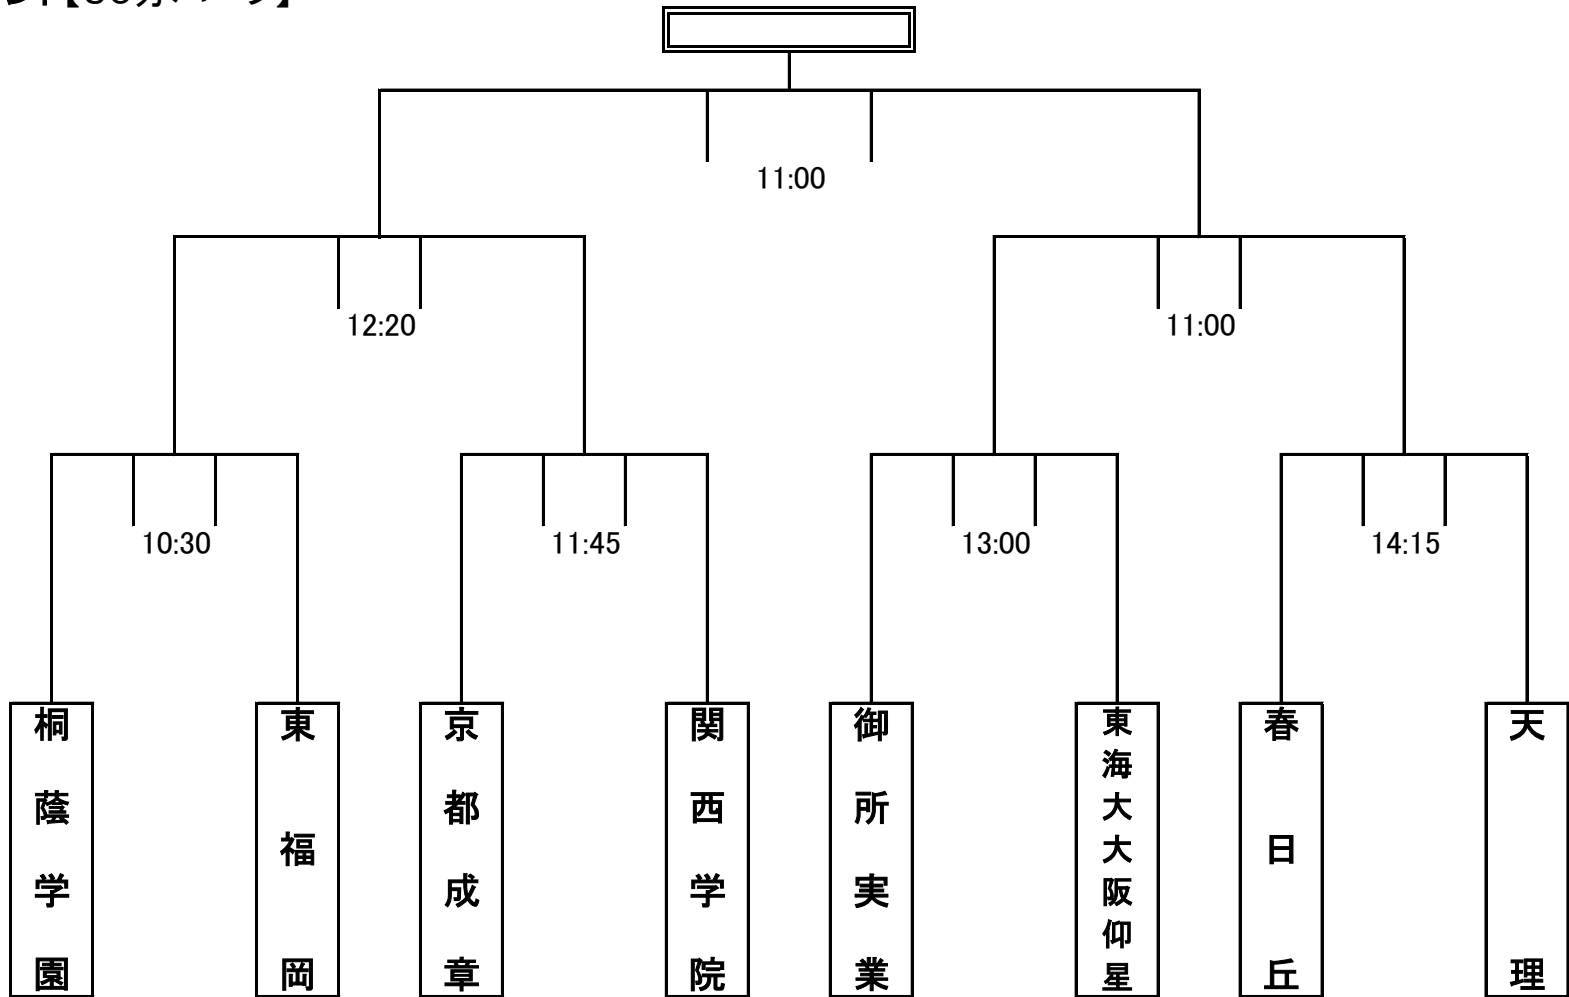 11:00
12:20
11:00
10:30
11:45
13:00
14:15
桐蔭学園
東福岡
京都成章
関西学院
御所実業
東海大大阪仰星
春日丘
天理